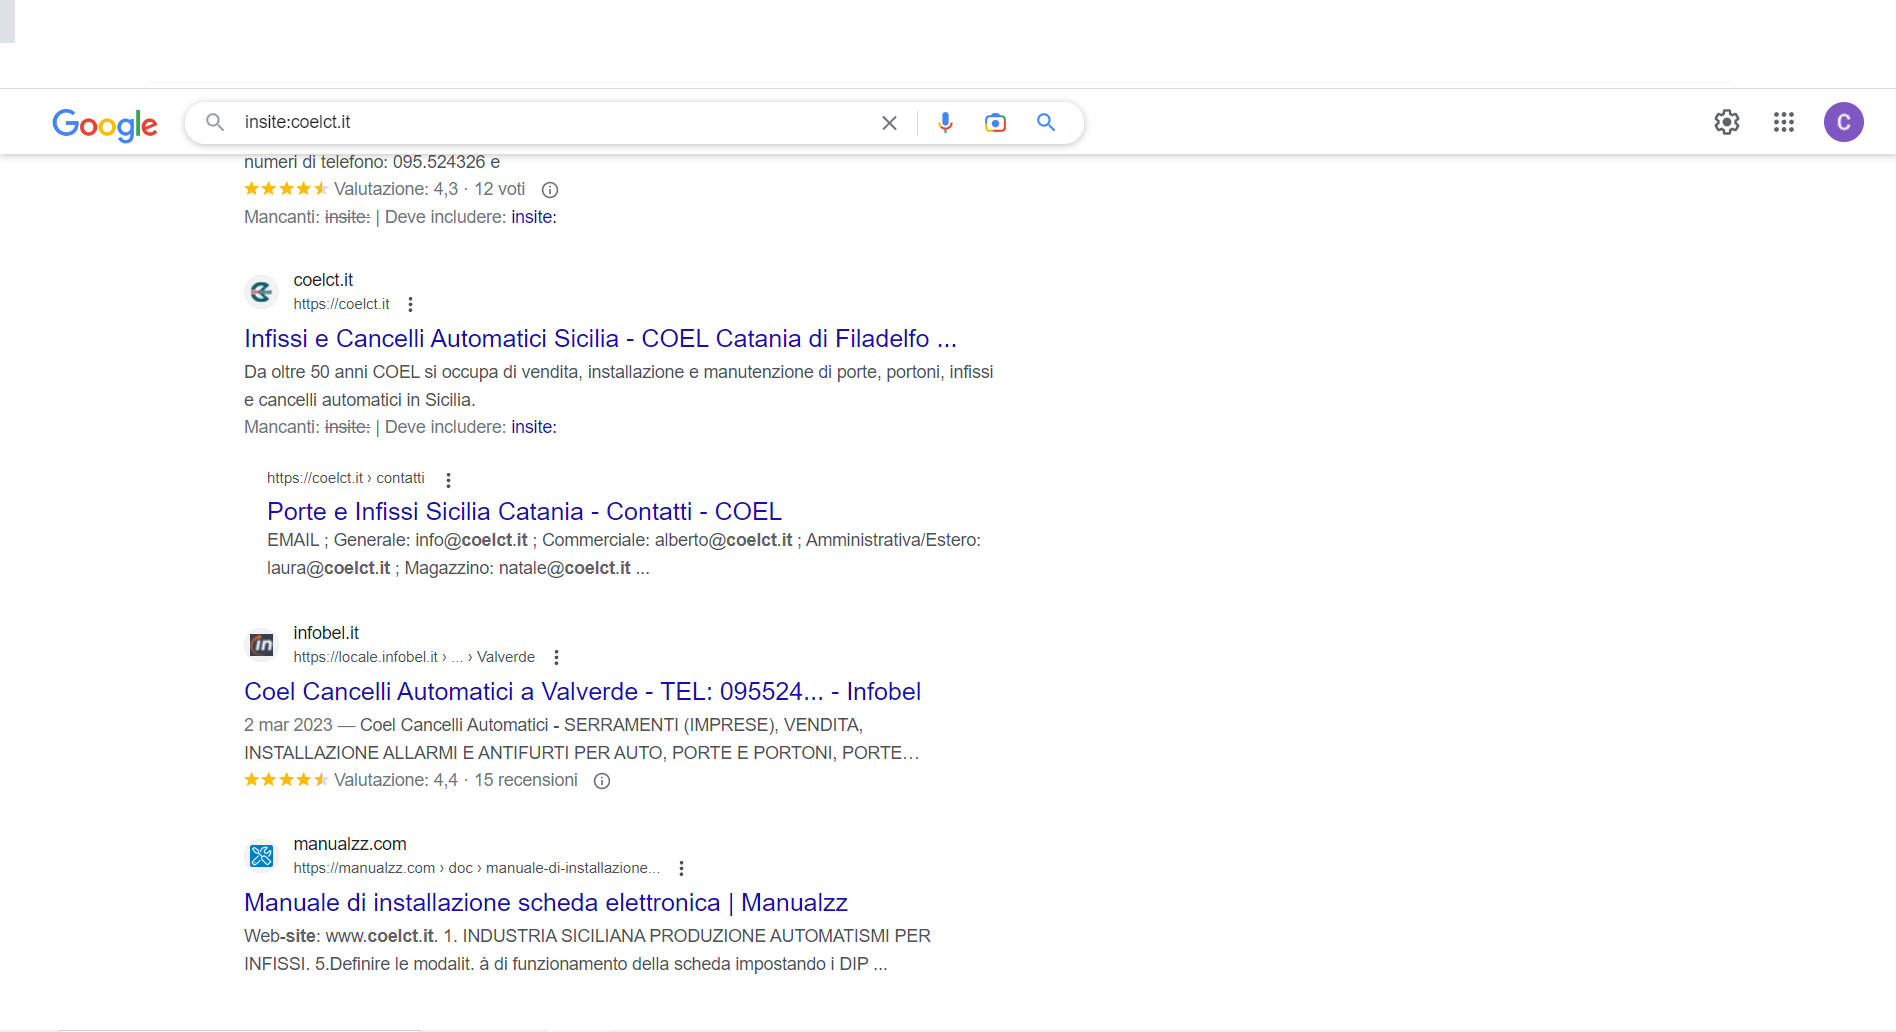 Google
insite:coelct.it
C
numeri di telefono: 095.524326 e
Valutazione: 4,3 · 12 voti
Mancanti: insite: | Deve includere: insite:
coelct.it
https://coelct.it
Infissi e Cancelli Automatici Sicilia - COEL Catania di Filadelfo ...
Da oltre 50 anni COEL si occupa di vendita, installazione e manutenzione di porte, portoni, infissi
e cancelli automatici in Sicilia.
Mancanti: insite: | Deve includere: insite:
https://coelct.it › contatti
Porte e Infissi Sicilia Catania - Contatti - COEL
EMAIL ; Generale: info@coelct.it ; Commerciale: alberto@coelct.it ; Amministrativa/Estero:
laura@coelct.it ; Magazzino: natale@coelct.it ...
in
infobel.it
https://locale.infobel.it › ... › Valverde
Coel Cancelli Automatici a Valverde - TEL: 095524... - Infobel
2 mar 2023 — Coel Cancelli Automatici - SERRAMENTI (IMPRESE), VENDITA,
INSTALLAZIONE ALLARMI E ANTIFURTI PER AUTO, PORTE E PORTONI, PORTE…
Valutazione: 4,4 · 15 recensioni
manualzz.com
https://manualzz.com › doc › manuale-di-installazione...
Manuale di installazione scheda elettronica | Manualzz
Web-site: www.coelct.it. 1. INDUSTRIA SICILIANA PRODUZIONE AUTOMATISMI PER
INFISSI. 5.Definire le modalit. à di funzionamento della scheda impostando i DIP ...